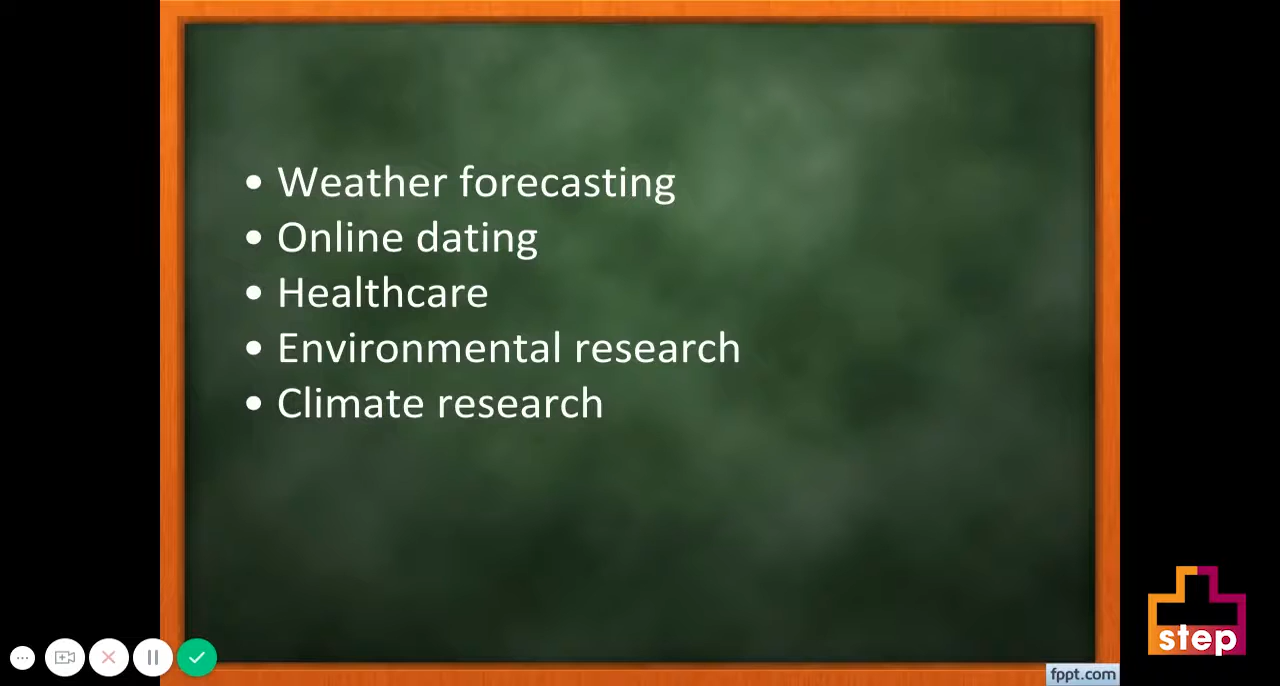 • Weather forecasting
• Online dating
• Healthcare
• Environmental research
• Climate research
step
fppt.com